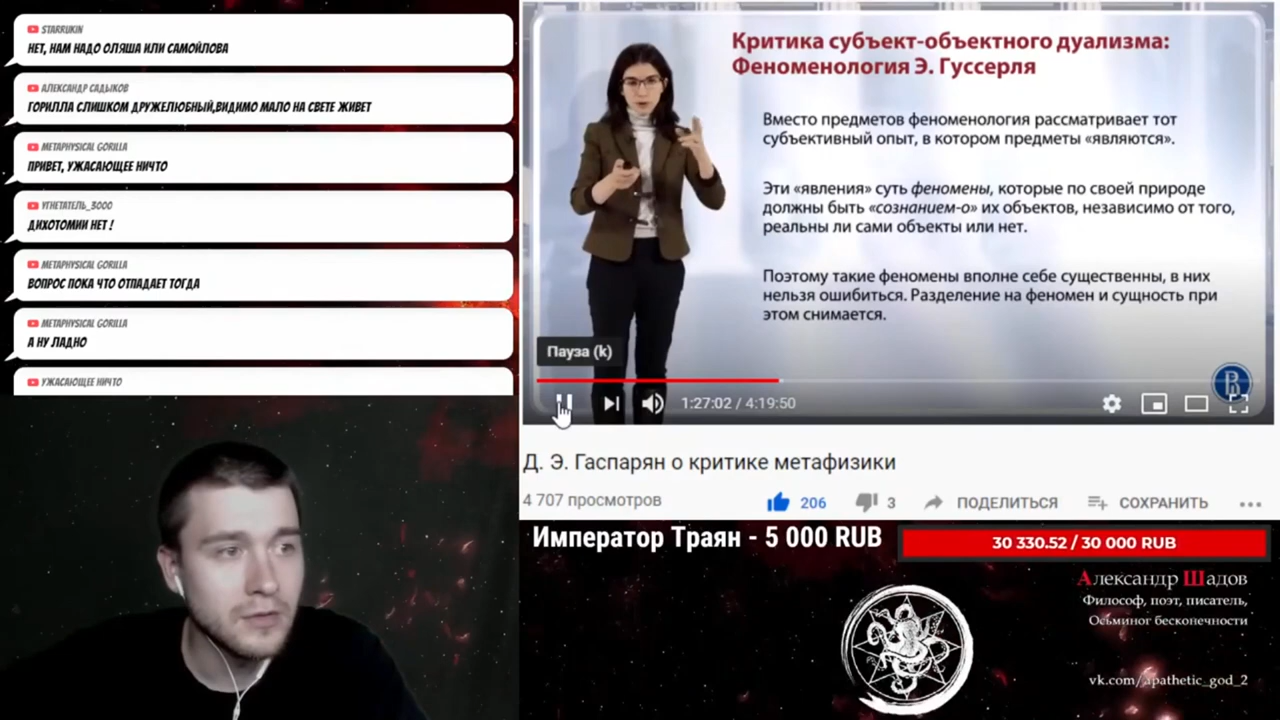 STARRUKIN
НЕТ, НАМ НАДО ОЛЯША ИЛИ САМОЙЛОВА
АЛЕКСАНДР САДЫКОВ
ГОРИЛЛА СЛИШКОМ ДРУЖЕЛЮБНЫЙ,ВИДИМО МАЛО НА СВЕТЕ ЖИВЕТ
METAPHYSICAL GORILLA
ПРИВЕТ, УЖАСАЮЩЕЕ НИЧТО
УГНЕТАТЕЛЬ_3000
ДИХОТОМИИ НЕТ !
METAPHYSICAL GORILLA
ВОПРОС ПОКА ЧТО ОТПАДАЕТ ТОГДА
METAPHYSICAL GORILLA
А НУ ЛАДНО
УЖАСАЮЩЕЕ НИЧТО
Критика субъект-объектного дуализма:
Феноменология Э. Гуссерля
Вместо предметов феноменология рассматривает тот
субъективный опыт, в котором предметы «являются».
Эти «явления» суть феномены, которые по своей природе
должны быть «сознанием-о» их объектов, независимо от того,
реальны ли сами объекты или нет.
Поэтому такие феномены вполне себе существенны, в них
нельзя ошибиться. Разделение на феномен и сущность при
этом снимается.
Пауза (k)
1:27:02 / 4:19:50
Д. Э. Гаспарян о критике метафизики
4 707 просмотров
206
3
ПОДЕЛИТЬСЯ
СОХРАНИТЬ
Император Траян - 5 000 RUB
30 330.52 / 30 000 RUB
Александр Шадов
Философ, поэт, писатель,
Осьминог бесконечности
vk.com/apathetic_god_2